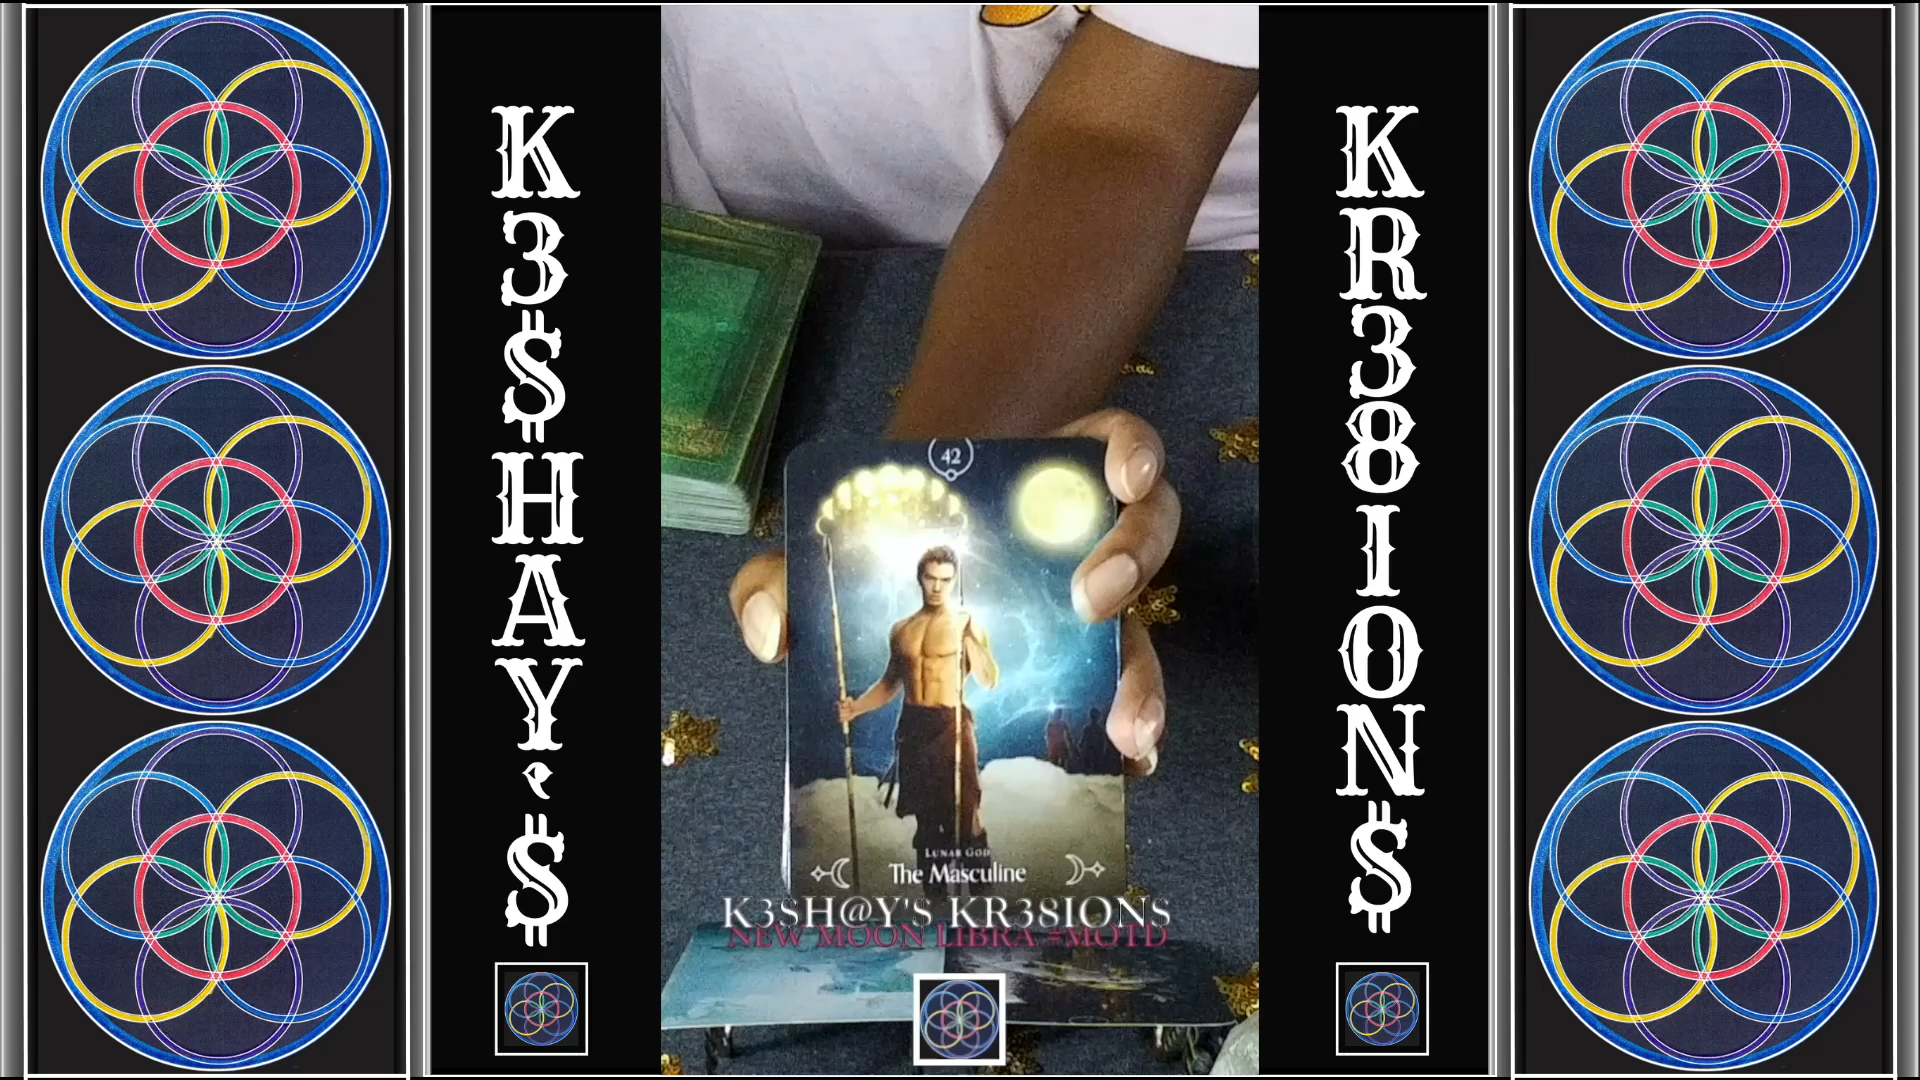 K3$HAY'$
KR38ION$
42
LUNAR GOD
The Masculine
K3SH@Y'S KR38IONS
NEW MOON LIBRA #MOTD